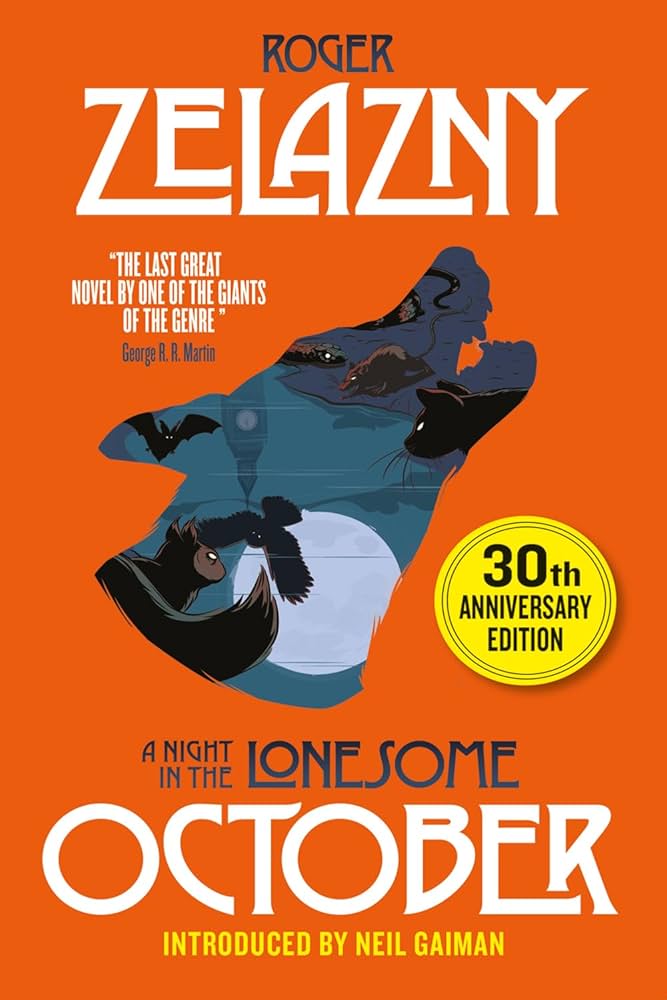 ROGER
ZELAZNY
“THE LAST GREAT
NOVEL BY ONE OF THE GIANTS
OF THE GENRE ”
George R. R. Martin
30th
ANNIVERSARY
EDITION
A NIGHT
IN THE LONESOME
OCTOBER
INTRODUCED BY NEIL GAIMAN